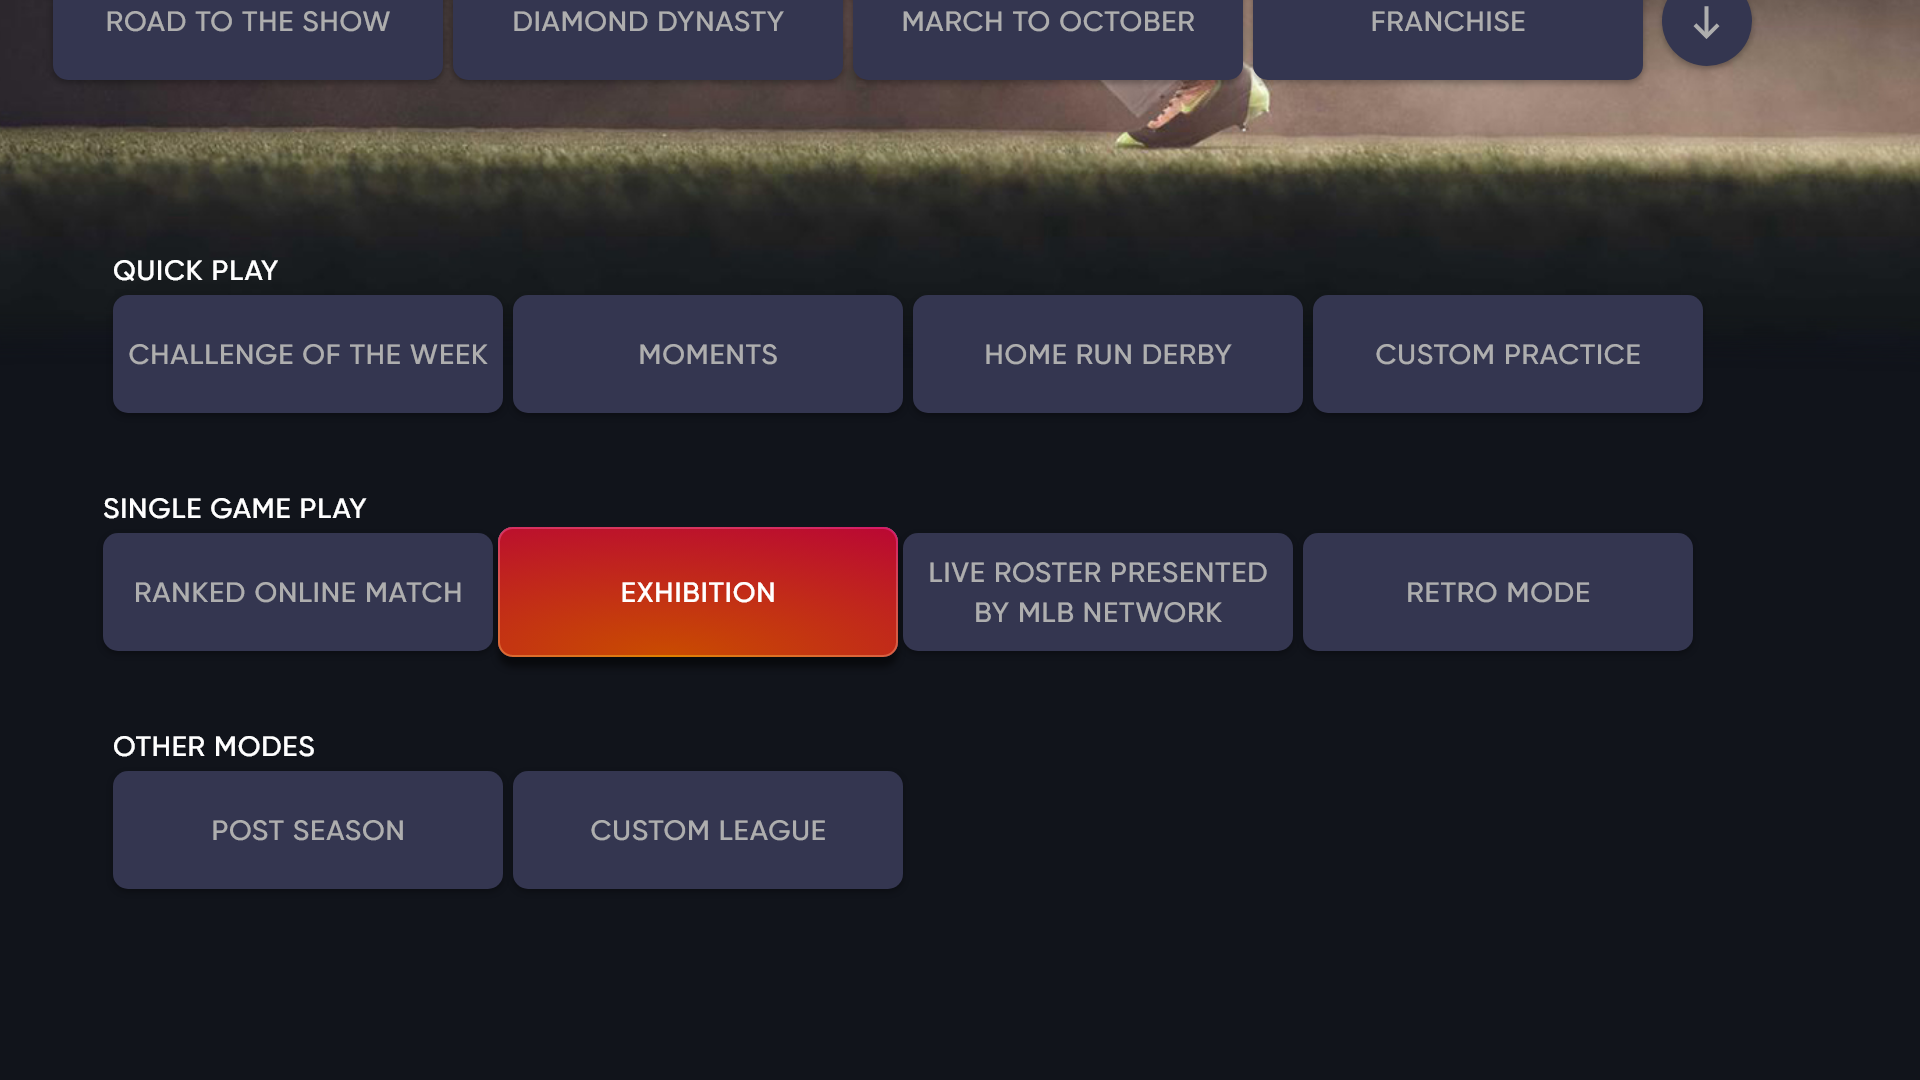 ROAD TO THE SHOW
DIAMOND DYNASTY
MARCH TO OCTOBER
FRANCHISE
QUICK PLAY
CHALLENGE OF THE WEEK
MOMENTS
HOME RUN DERBY
CUSTOM PRACTICE
SINGLE GAME PLAY
RANKED ONLINE MATCH
EXHIBITION
LIVE ROSTER PRESENTED
BY MLB NETWORK
RETRO MODE
OTHER MODES
POST SEASON
CUSTOM LEAGUE